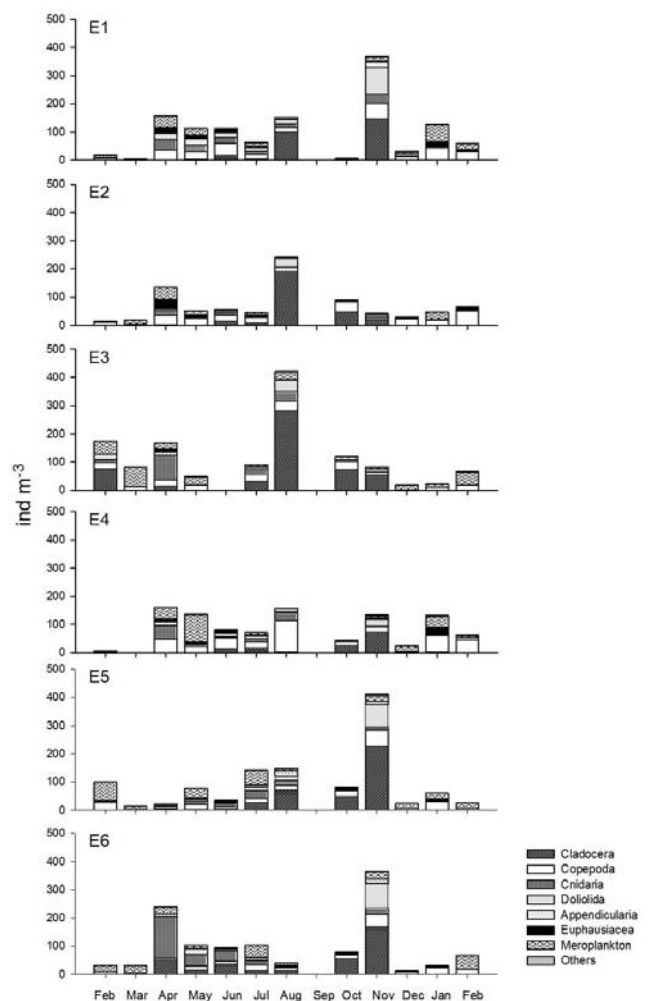 E1
500
400
300
200
100
0
E2
500
400
300
200
100
0
E3
500
400
300
200
100
0
ind m-3
E4
500
400
300
200
100
0
E5
500
400
300
200
100
0
E6
500
400
300
200
100
0
Feb Mar Apr May Jun Jul Aug Sep Oct Nov Dec Jan Feb
Cladocera
Copepoda
Cnidaria
Doliolida
Appendicularia
Euphausiacea
Meroplankton
Others